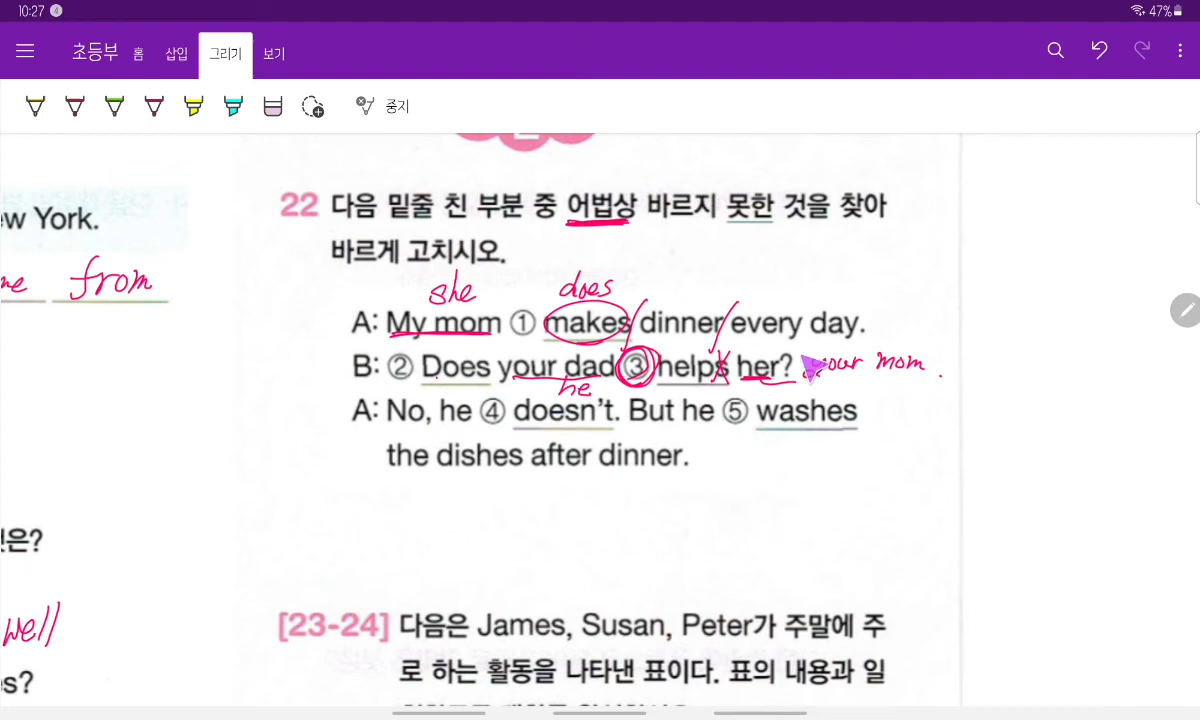 10:27 4 47%
초등부 홈 삽입 그리기 보기
중지
22 다음 밑줄 친 부분 중 어법상 바르지 못한 것을 찾아
바르게 고치시오.
ew York.
me from
she does
A: My mom ① makes dinner every day.
B: ② Does your dad ③ helps her? your mom.
he
A: No, he ④ doesn't. But he ⑤ washes
the dishes after dinner.
것은?
[23-24] 다음은 James, Susan, Peter가 주말에 주
well
로 하는 활동을 나타낸 표이다. 표의 내용과 일
s?